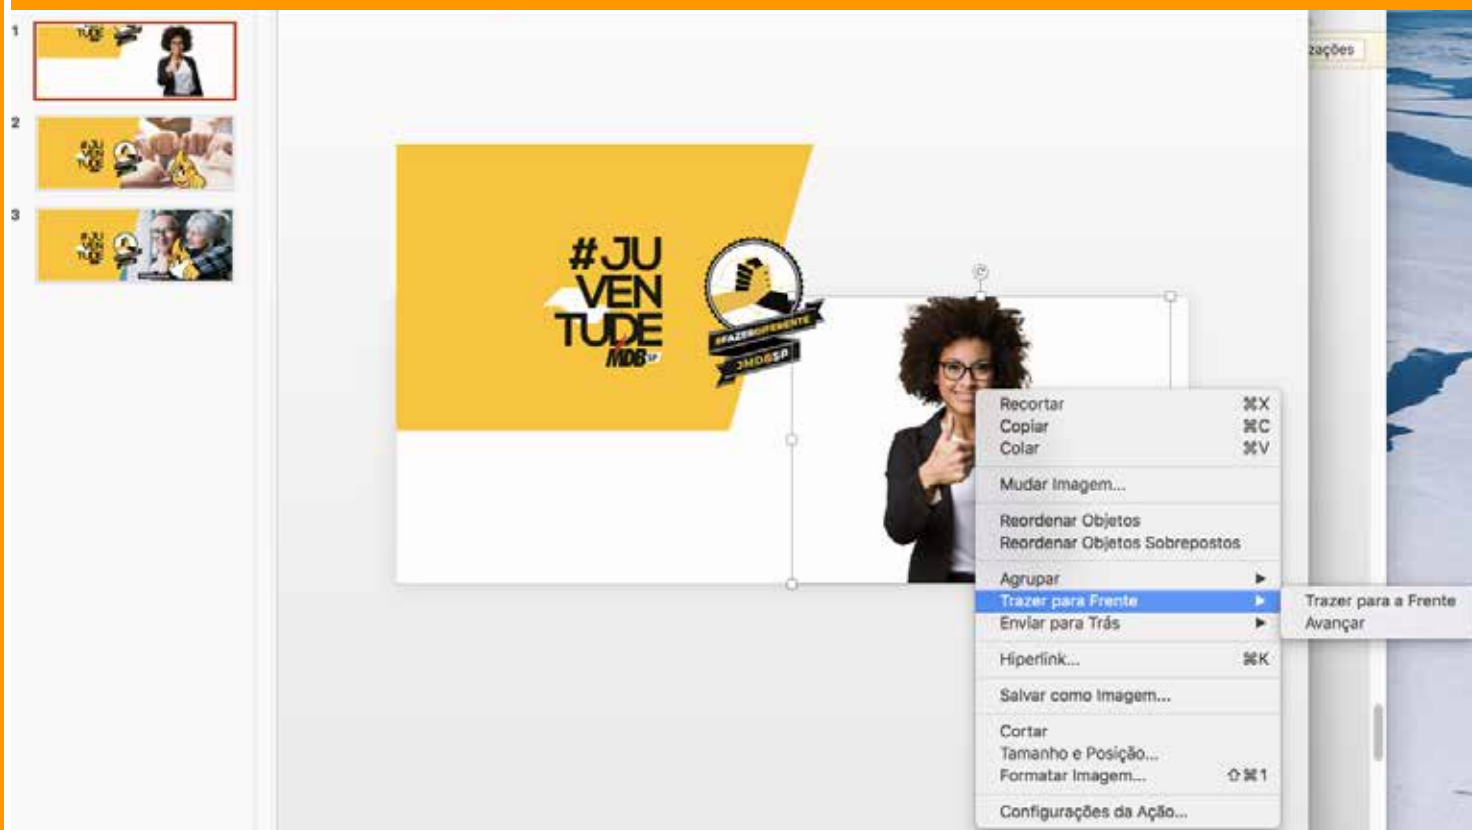 1
2
3
zações
#JU
VEN
TUDE
MDB SP
#FAZERDIFERENTE
JMDBSP
Recortar ⌘X
Copiar ⌘C
Colar ⌘V
Mudar Imagem...
Reordenar Objetos
Reordenar Objetos Sobrepostos
Agrupar
Trazer para Frente
Enviar para Trás
Hiperlink... ⌘K
Salvar como Imagem...
Cortar
Tamanho e Posição...
Formatar Imagem... ⇧⌘1
Configurações da Ação...
Trazer para a Frente
Avançar